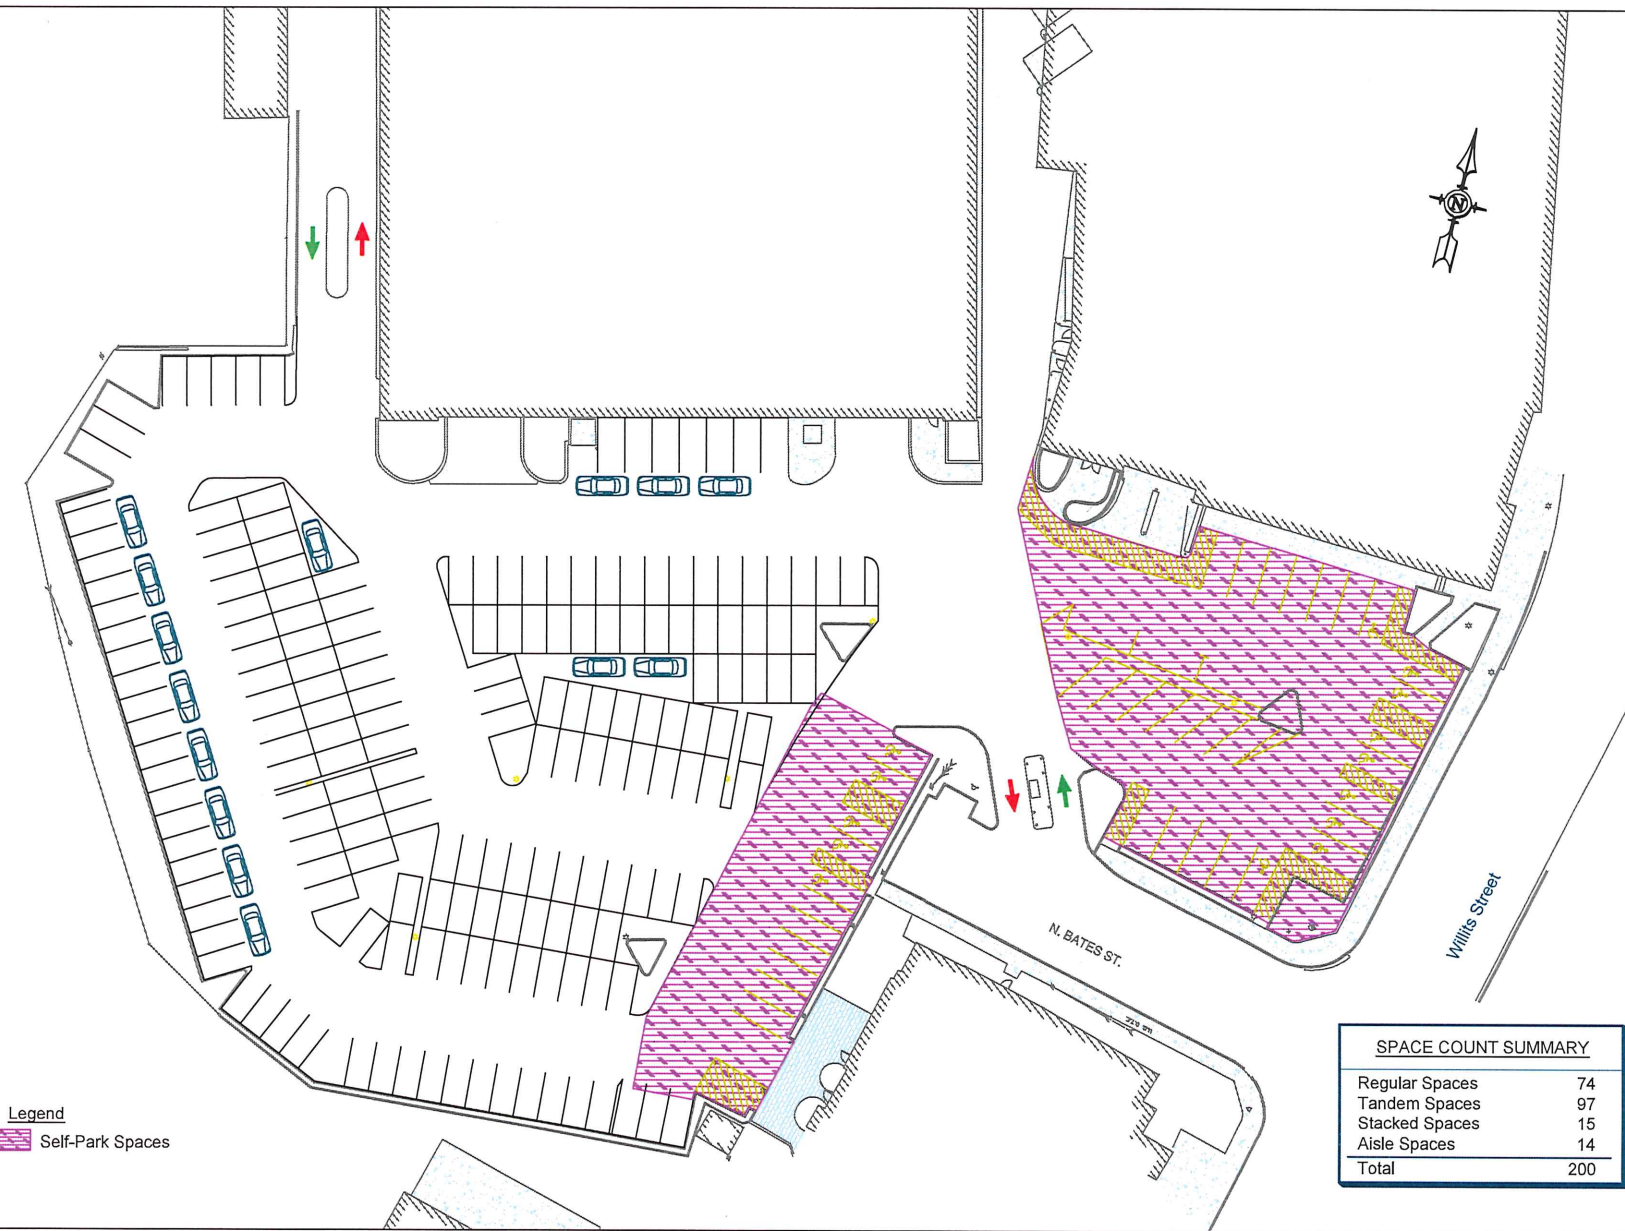 N
N. BATES ST.
Willits Street
SPACE COUNT SUMMARY
Regular Spaces 74
Tandem Spaces 97
Stacked Spaces 15
Aisle Spaces 14
Total 200
Legend
Self-Park Spaces